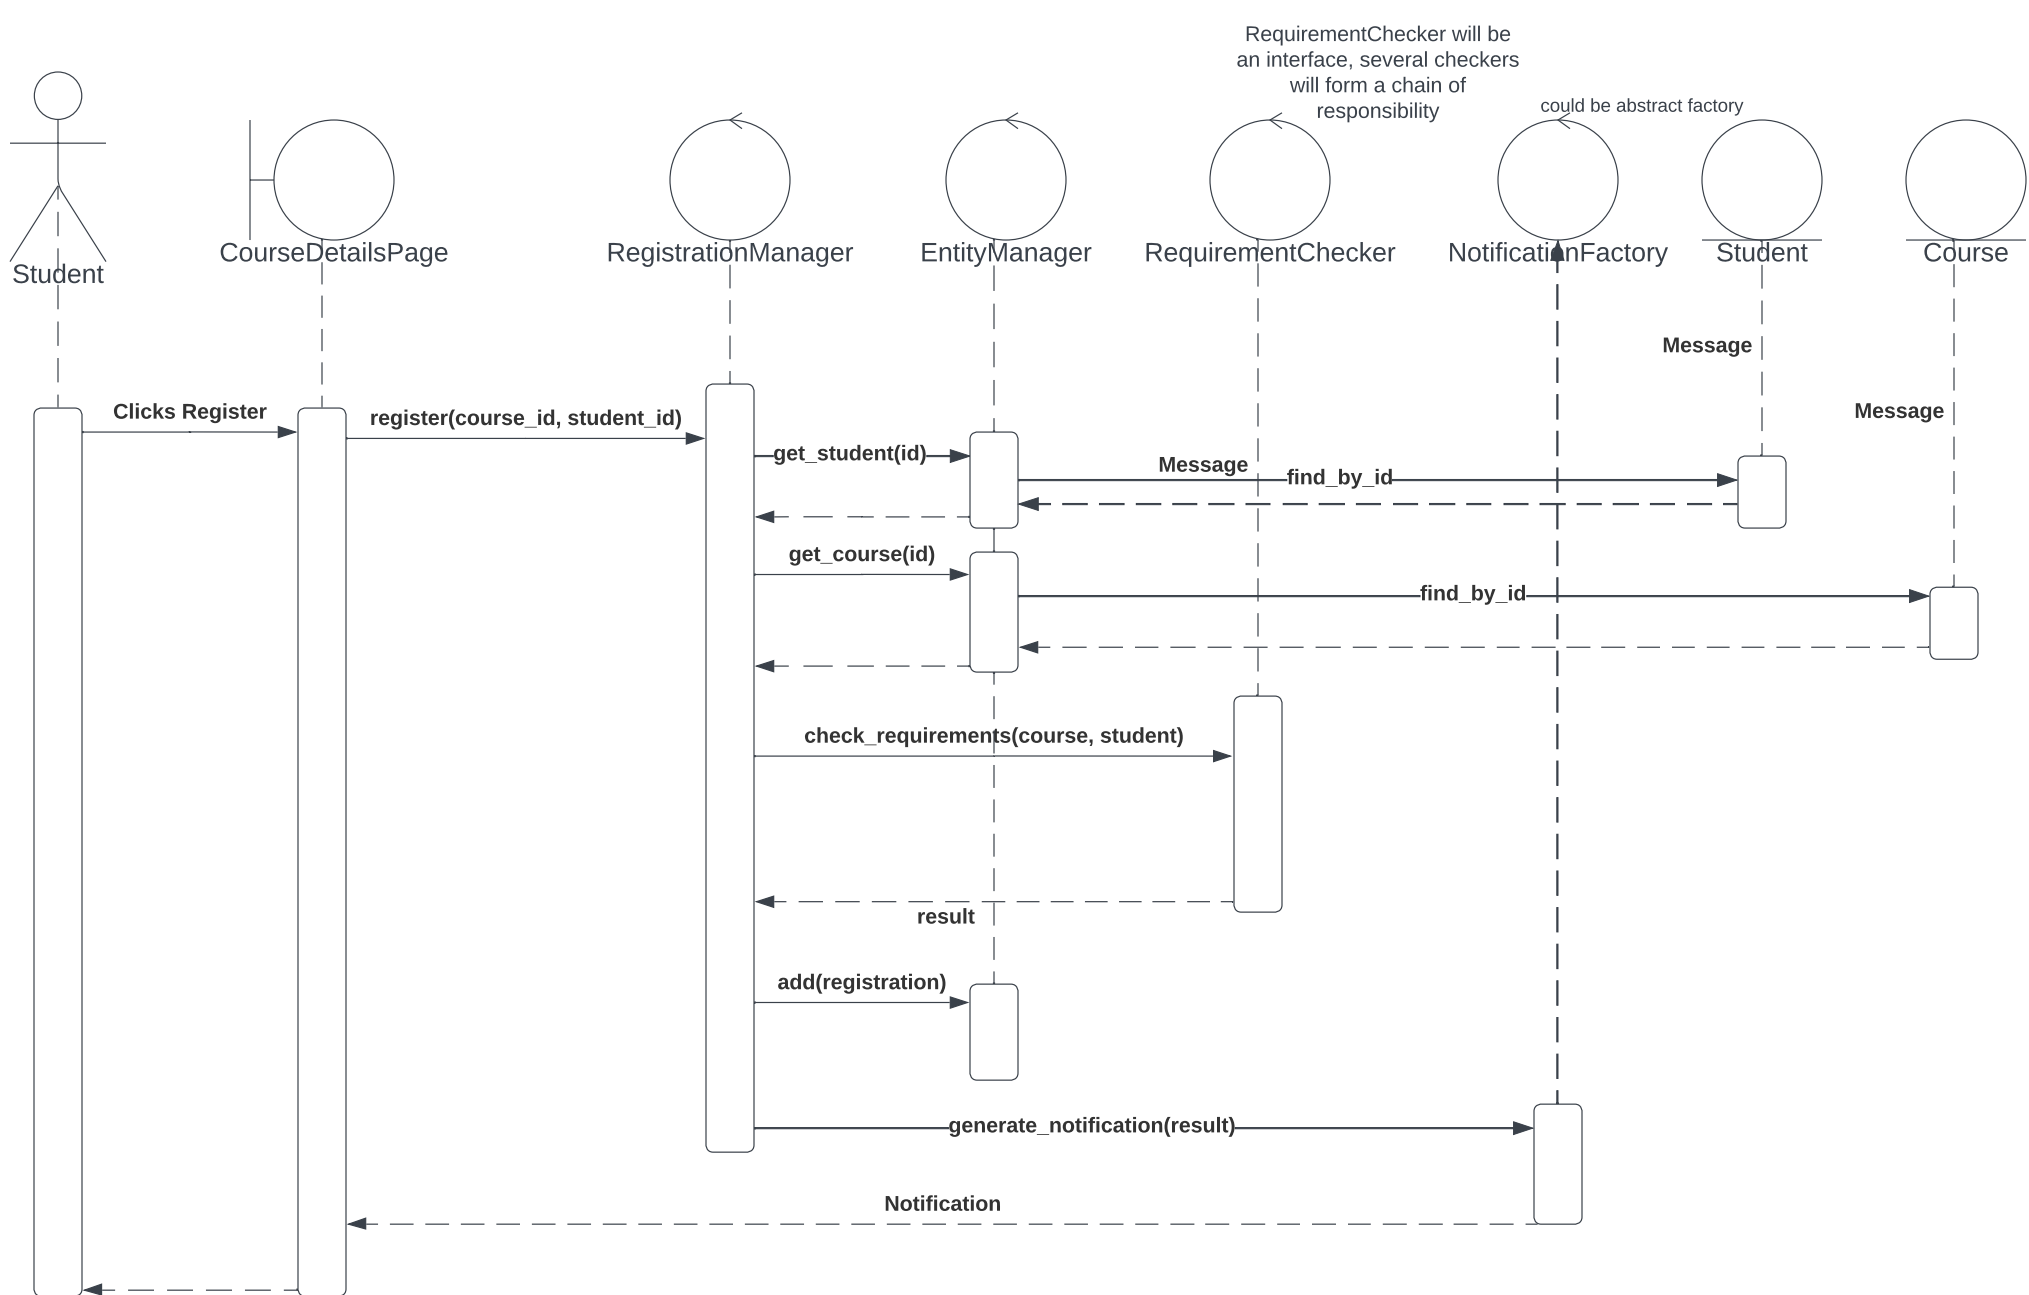 RequirementChecker will be
an interface, several checkers
will form a chain of
responsibility
could be abstract factory
Student
CourseDetailsPage
RegistrationManager
EntityManager
RequirementChecker
NotificationFactory
Student
Course
Message
Message
Clicks Register
register(course_id, student_id)
get_student(id)
Message
find_by_id
get_course(id)
find_by_id
check_requirements(course, student)
result
add(registration)
generate_notification(result)
Notification